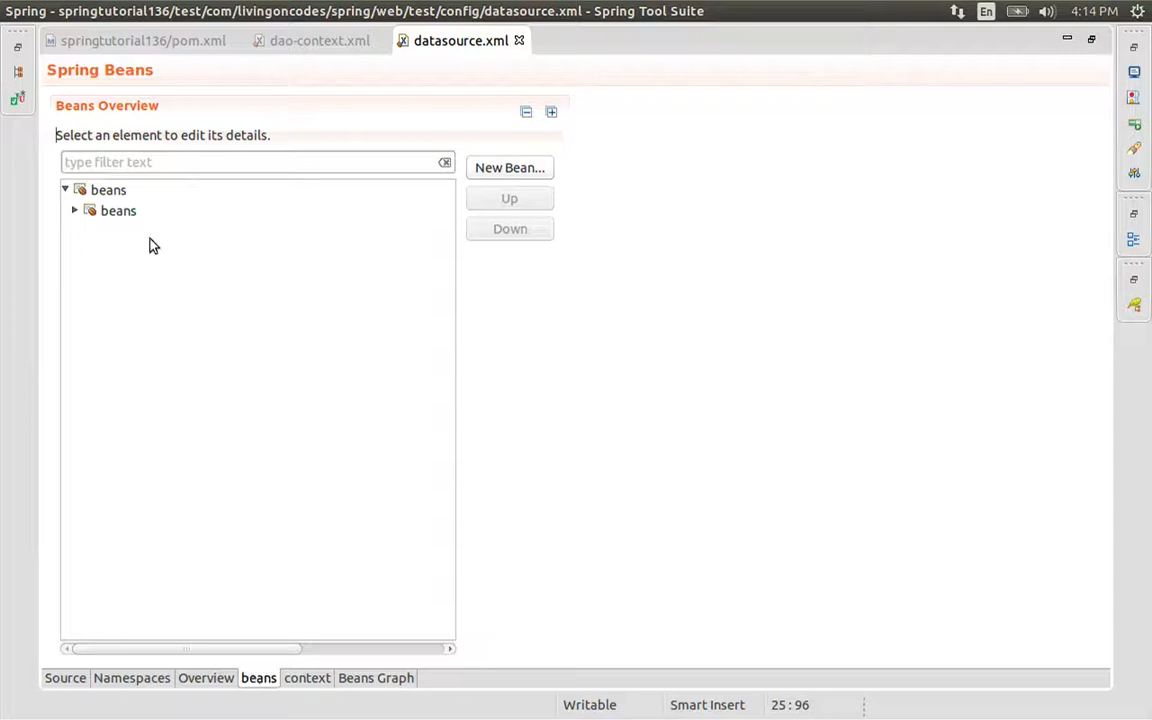 Spring - springtutorial136/test/com/livingoncodes/spring/web/test/config/datasource.xml - Spring Tool Suite
En
4:14 PM
springtutorial136/pom.xml
dao-context.xml
datasource.xml
Spring Beans
Beans Overview
Select an element to edit its details.
type filter text
New Bean...
beans
Up
beans
Down
Source
Namespaces
Overview
beans
context
Beans Graph
Writable
Smart Insert
25 : 96